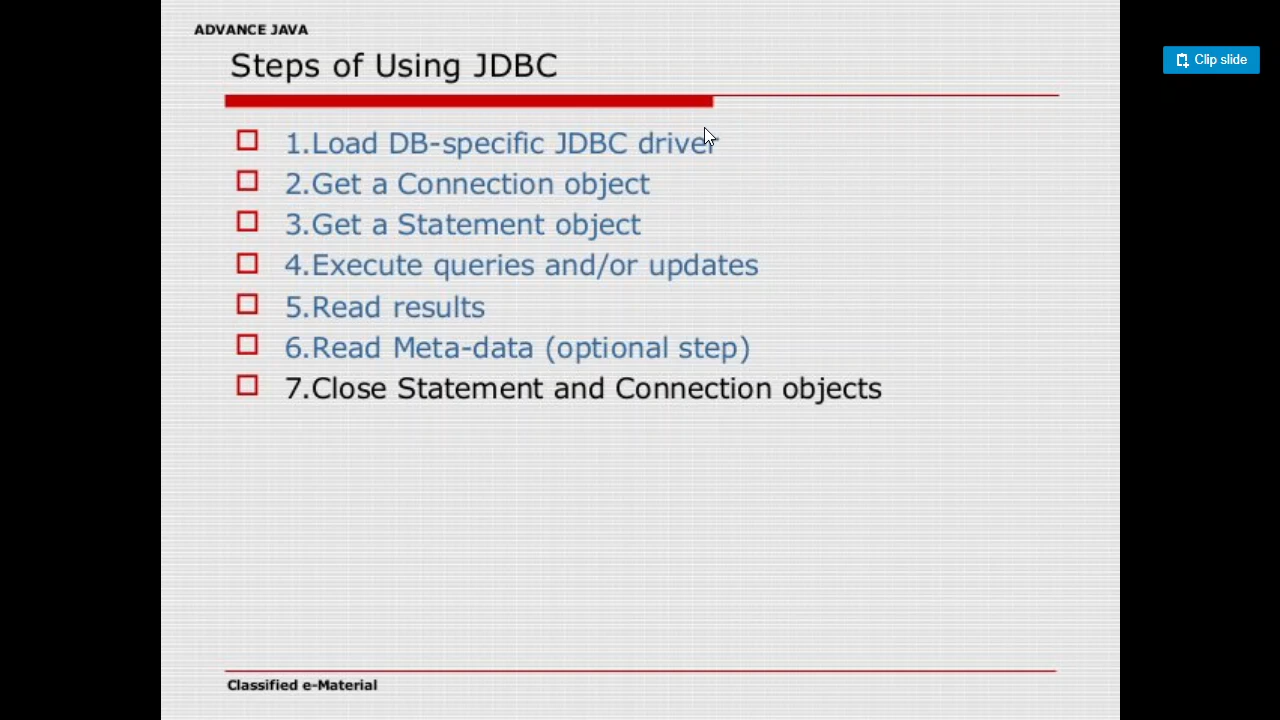 ADVANCE JAVA
Steps of Using JDBC
Clip slide
1.Load DB-specific JDBC driver
2.Get a Connection object
3.Get a Statement object
4.Execute queries and/or updates
5.Read results
6.Read Meta-data (optional step)
7.Close Statement and Connection objects
Classified e-Material